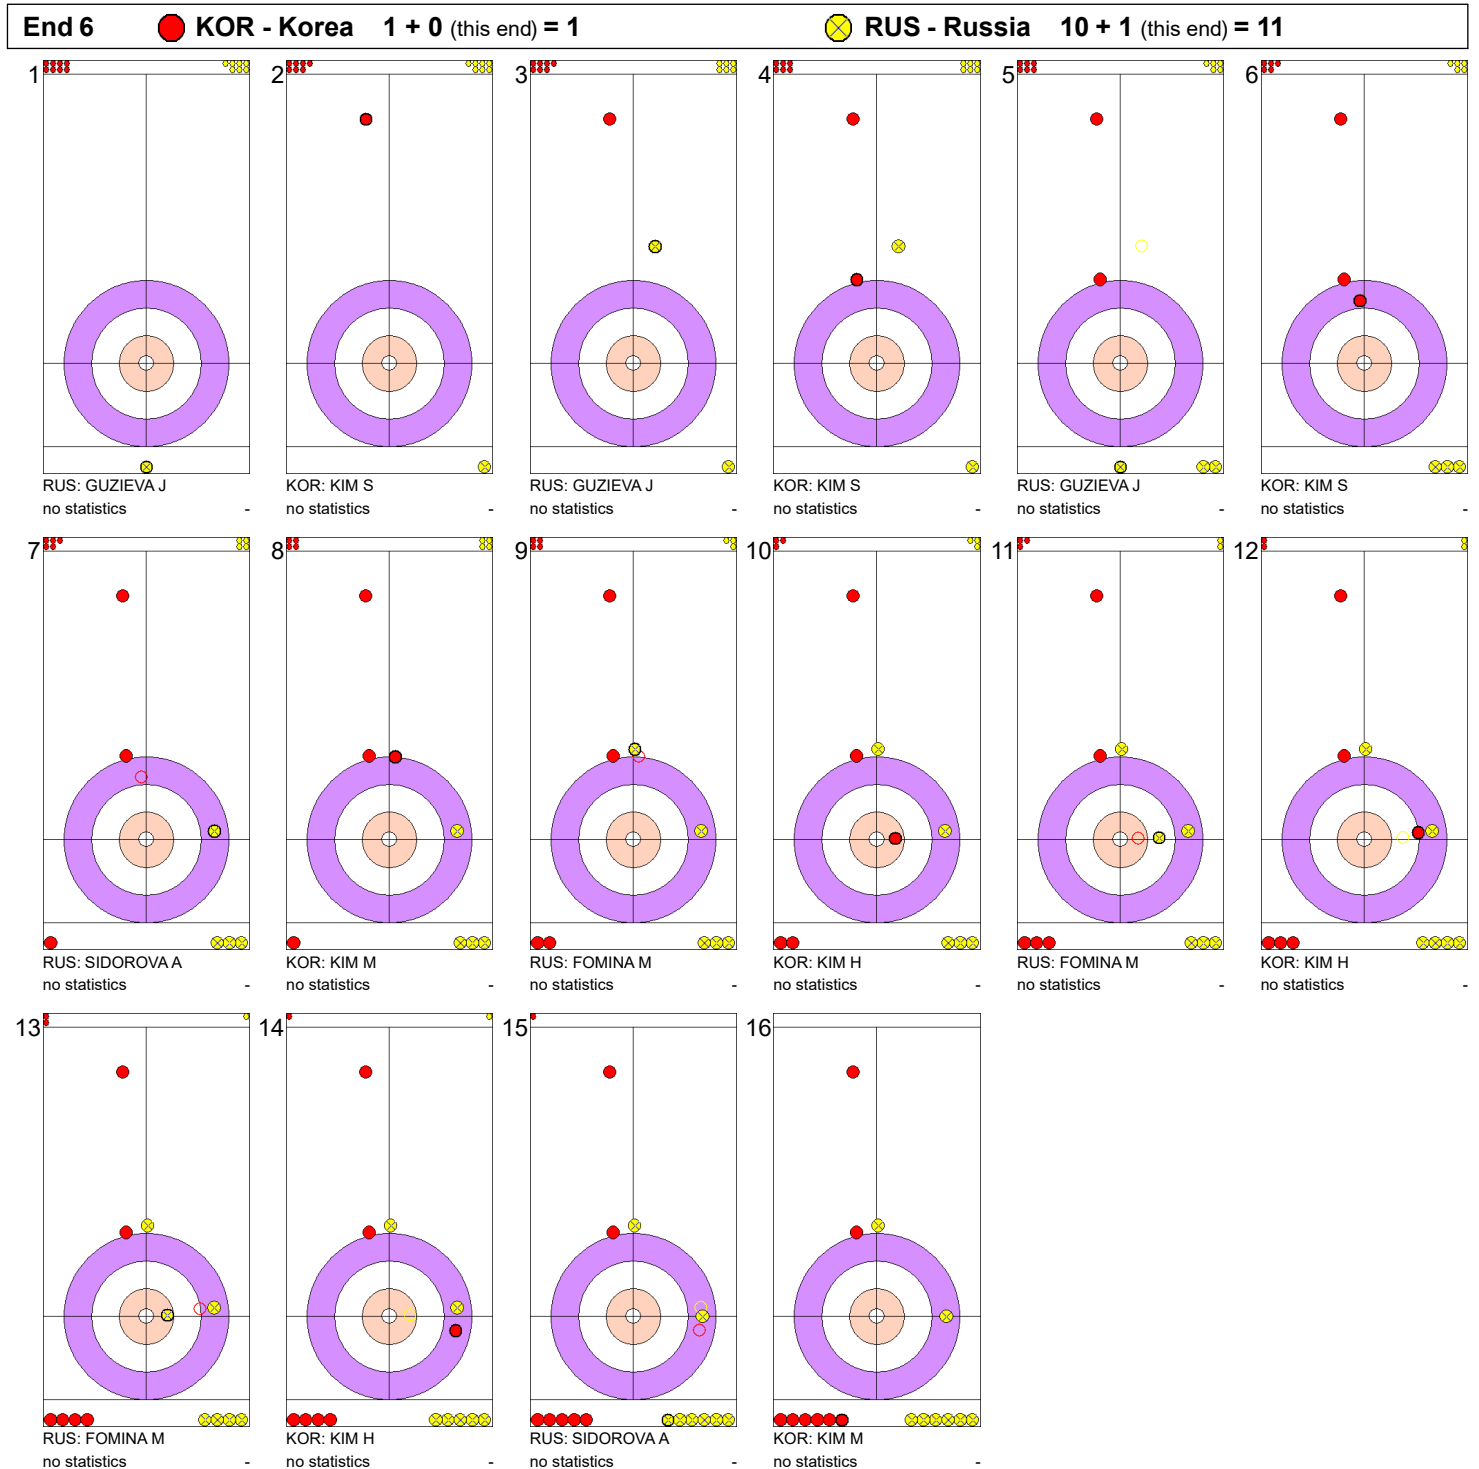 End 6 KOR - Korea 1 + 0 (this end) = 1 RUS - Russia 10 + 1 (this end) = 11
1 2 3 4 5 6
RUS: GUZIEVA J KOR: KIM S RUS: GUZIEVA J KOR: KIM S RUS: GUZIEVA J KOR: KIM S
no statistics - no statistics - no statistics - no statistics - no statistics - no statistics -
7 8 9 10 11 12
RUS: SIDOROVA A KOR: KIM M RUS: FOMINA M KOR: KIM H RUS: FOMINA M KOR: KIM H
no statistics - no statistics - no statistics - no statistics - no statistics - no statistics -
13 14 15 16
RUS: FOMINA M KOR: KIM H RUS: SIDOROVA A KOR: KIM M
no statistics - no statistics - no statistics - no statistics -